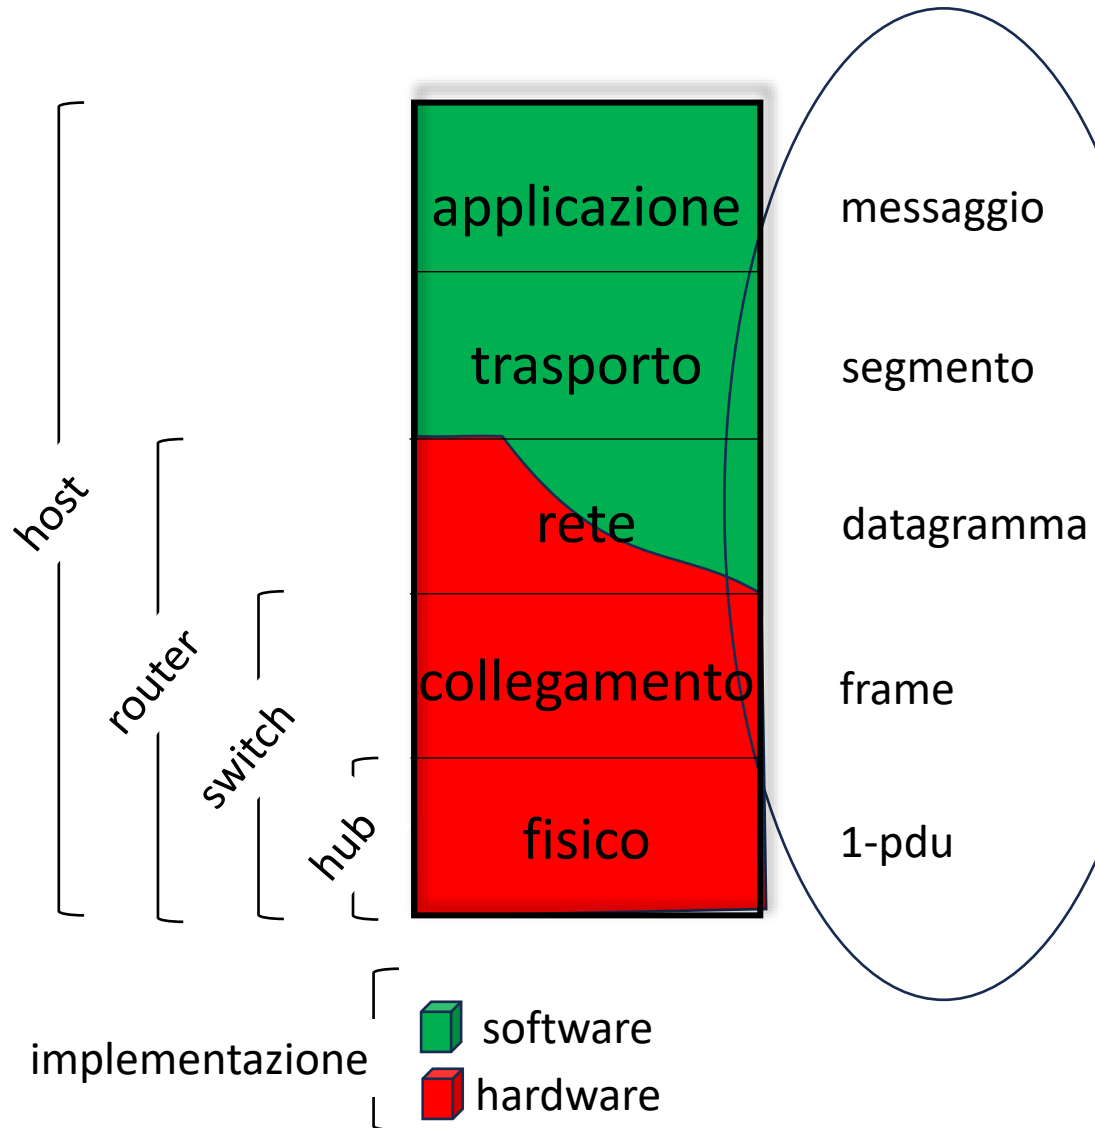 applicazione
messaggio
trasporto
segmento
host
rete
datagramma
router
collegamento
frame
switch
hub
fisico
1-pdu
implementazione
software
hardware